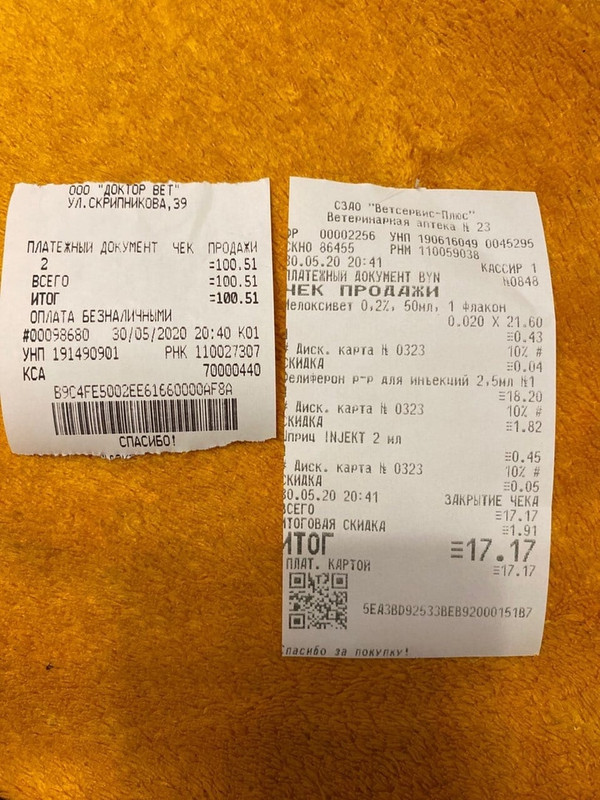 ООО "ДОКТОР ВЕТ"
УЛ.СКРИПНИКОВА,39
ПЛАТЕЖНЫЙ ДОКУМЕНТ ЧЕК ПРОДАЖИ
2 =100.51
ВСЕГО =100.51
ИТОГ =100.51
ОПЛАТА БЕЗНАЛИЧНЫМИ
#00098680 30/05/2020 20:40 К01
УНП 191490901 РНК 110027307
КСА 70000440
B9C4FE5002EE61660000AF8A
СПАСИБО!
СЗАО "Ветсервис-Плюс"
Ветеринарная аптека № 23
ФР 00002256 УНП 190616049 0045295
СКНО 86455 РНМ 110059038
30.05.20 20:41 КАССИР 1
ПЛАТЕЖНЫЙ ДОКУМЕНТ BYN №0848
ЧЕК ПРОДАЖИ
Мелоксивет 0,2%, 50мл, 1 флакон
0.020 X 21.60
≡0.43
# Диск. карта № 0323 10% #
СКИДКА ≡0.04
р-р для инъекций 2,5мл №1
≡18.20
# Диск. карта № 0323 10% #
СКИДКА ≡1.82
Шприц INJEKT 2 мл
≡0.45
# Диск. карта № 0323 10% #
СКИДКА ≡0.05
30.05.20 20:41 ЗАКРЫТИЕ ЧЕКА
ВСЕГО ≡17.17
ИТОГОВАЯ СКИДКА ≡1.91
ИТОГ ≡17.17
ПЛАТ. КАРТОЙ ≡17.17
5EA3BD92533BEB9200015187
Спасибо за покупку!